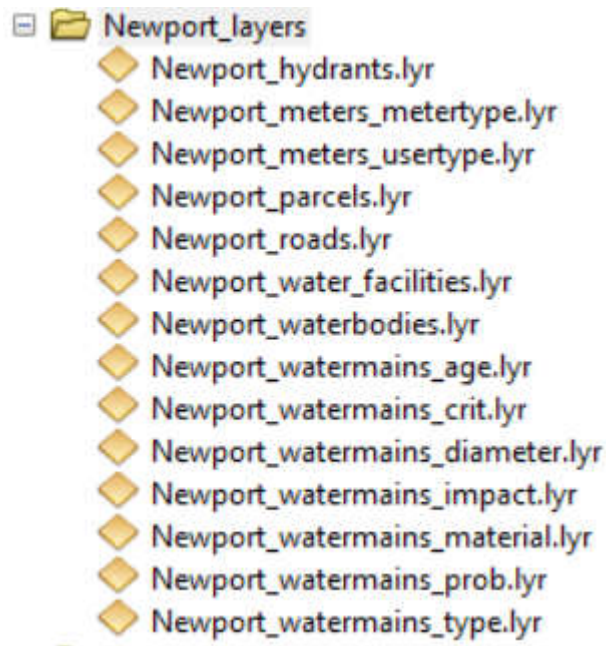 Newport_layers
Newport_hydrants.lyr
Newport_meters_metertype.lyr
Newport_meters_usertype.lyr
Newport_parcels.lyr
Newport_roads.lyr
Newport_water_facilities.lyr
Newport_waterbodies.lyr
Newport_watermains_age.lyr
Newport_watermains_crit.lyr
Newport_watermains_diameter.lyr
Newport_watermains_impact.lyr
Newport_watermains_material.lyr
Newport_watermains_prob.lyr
Newport_watermains_type.lyr